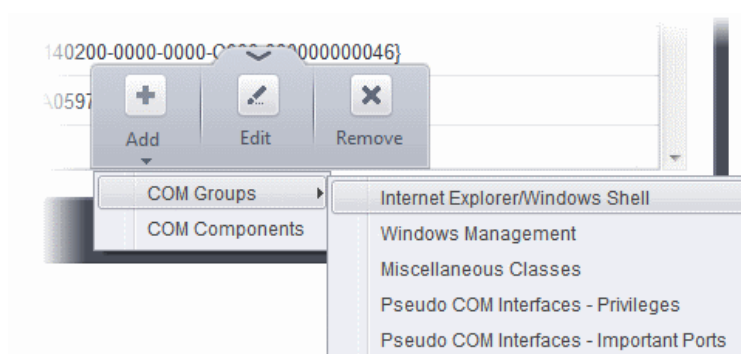 140200-0000-0000-C000-000000000046}
A0597
Add
Edit
Remove
COM Groups
COM Components
Internet Explorer/Windows Shell
Windows Management
Miscellaneous Classes
Pseudo COM Interfaces - Privileges
Pseudo COM Interfaces - Important Ports